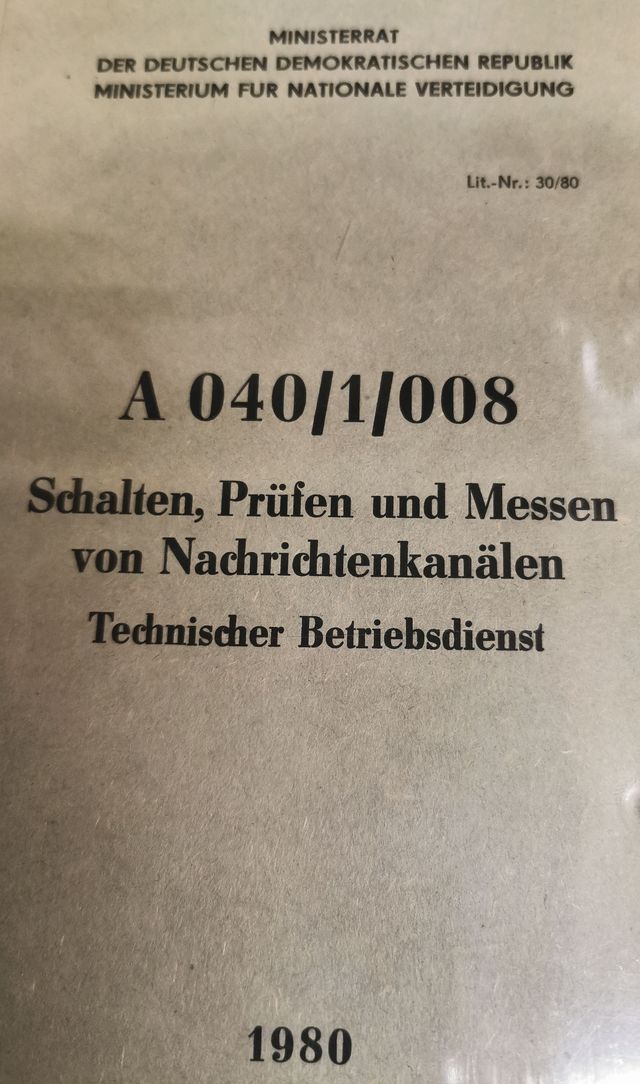 MINISTERRAT
DER DEUTSCHEN DEMOKRATISCHEN REPUBLIK
MINISTERIUM FUR NATIONALE VERTEIDIGUNG
Lit.-Nr.: 30/80
A 040/1/008
Schalten, Prüfen und Messen
von Nachrichtenkanälen
Technischer Betriebsdienst
1980